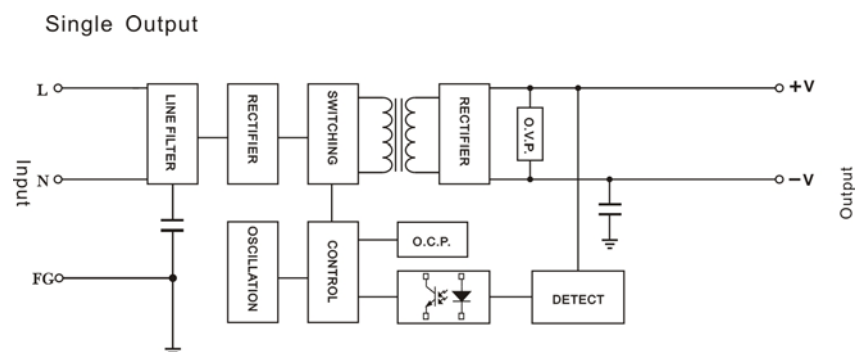 Single Output
L
LINE FILTER
RECTIFIER
SWITCHING
RECTIFIER
O.V.P.
+V
Input
N
−V
Output
FG
OSCILLATION
CONTROL
O.C.P.
DETECT